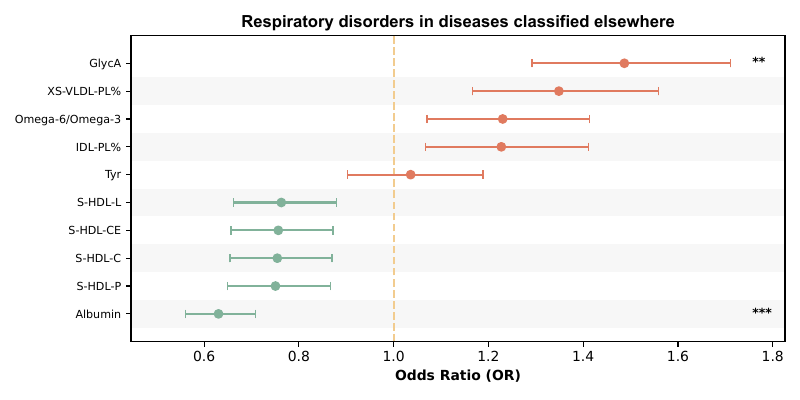 Respiratory disorders in diseases classified elsewhere
GlycA **
XS-VLDL-PL%
Omega-6/Omega-3
IDL-PL%
Tyr
S-HDL-L
S-HDL-CE
S-HDL-C
S-HDL-P
Albumin ***
0.6 0.8 1.0 1.2 1.4 1.6 1.8
Odds Ratio (OR)